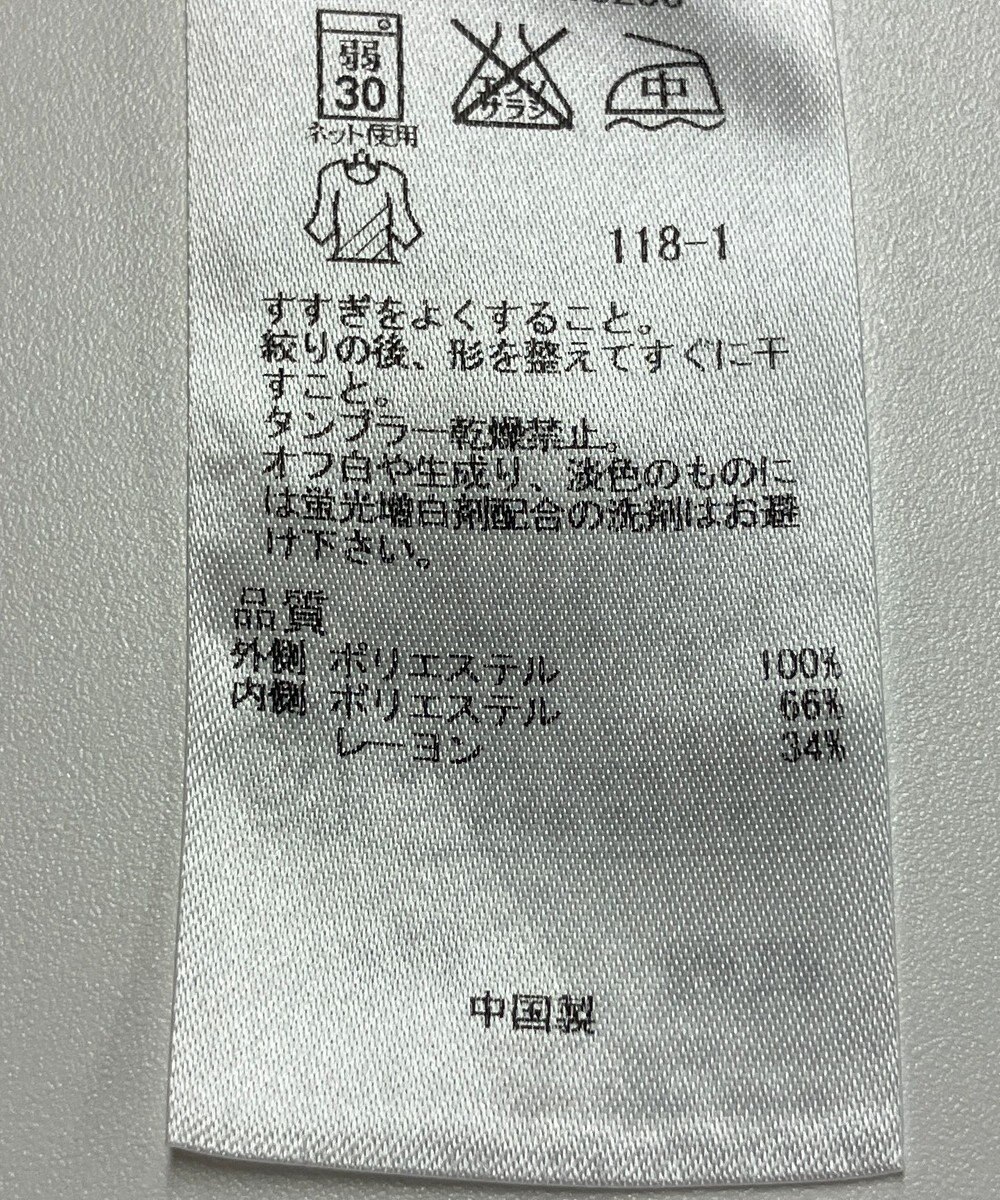 弱
30
ネット使用
エンソ
サラシ
中
118-1
すすぎをよくすること。
絞りの後、形を整えてすぐに干
すこと。
タンブラー乾燥禁止。
オフ白や生成り、淡色のものに
は蛍光増白剤配合の洗剤はお避
け下さい。
品質
外側 ポリエステル 100%
内側 ポリエステル 66%
レーヨン 34%
中国製